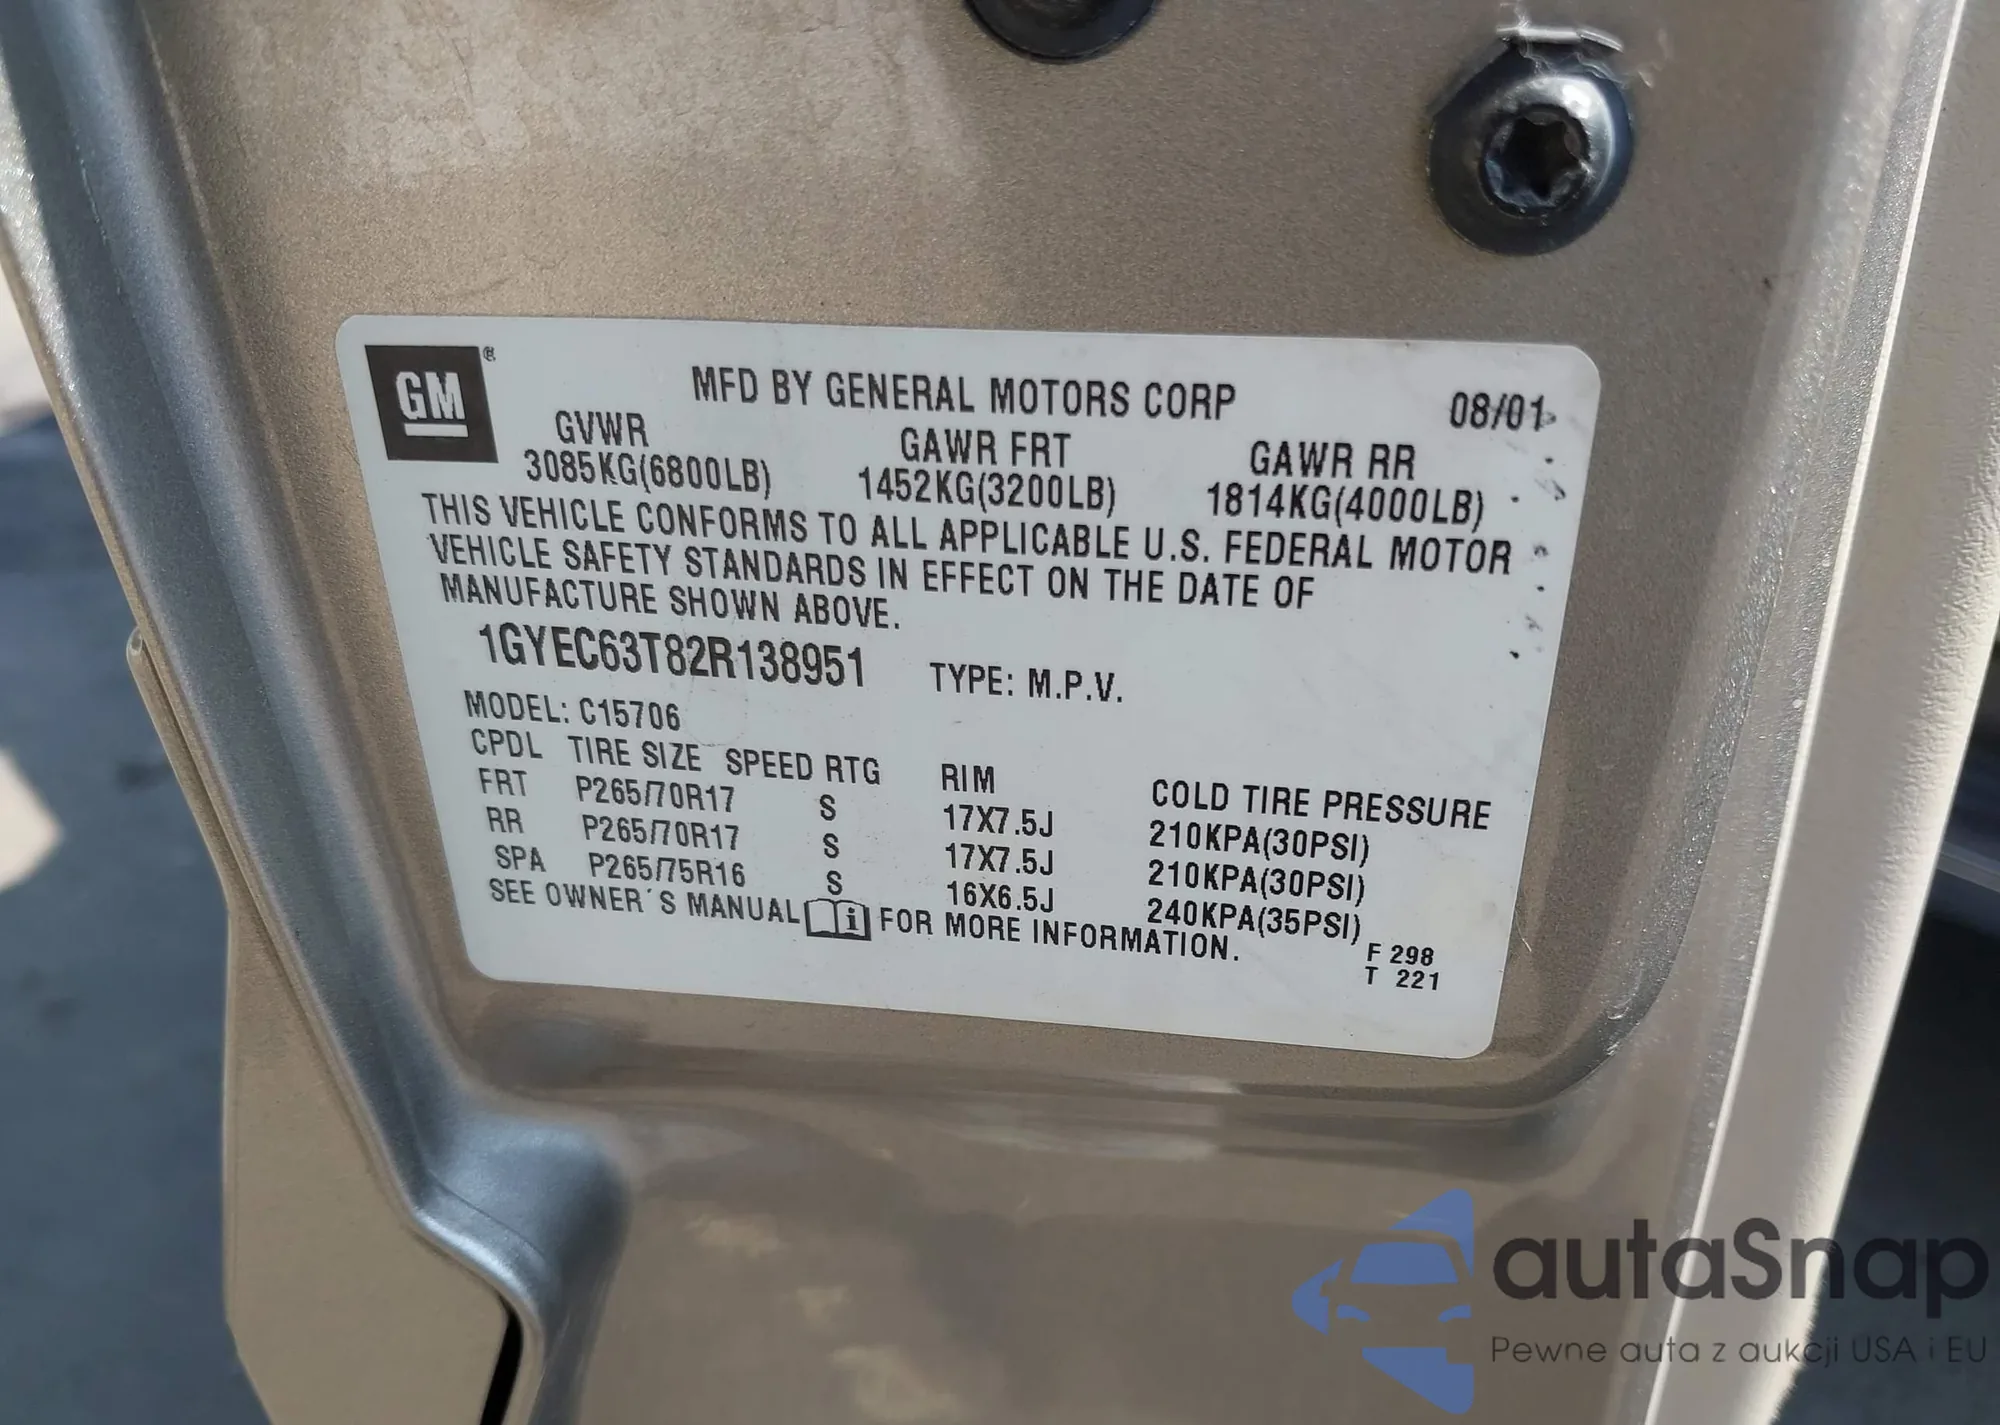 GM®
MFD BY GENERAL MOTORS CORP 08/01
GVWR GAWR FRT GAWR RR
3085KG(6800LB) 1452KG(3200LB) 1814KG(4000LB)
THIS VEHICLE CONFORMS TO ALL APPLICABLE U.S. FEDERAL MOTOR
VEHICLE SAFETY STANDARDS IN EFFECT ON THE DATE OF
MANUFACTURE SHOWN ABOVE.
1GYEC63T82R138951 TYPE: M.P.V.
MODEL: C15706
CPDL TIRE SIZE SPEED RTG RIM COLD TIRE PRESSURE
FRT P265/70R17 S 17X7.5J 210KPA(30PSI)
RR P265/70R17 S 17X7.5J 210KPA(30PSI)
SPA P265/75R16 S 16X6.5J 240KPA(35PSI)
SEE OWNER´S MANUAL i FOR MORE INFORMATION.
F 298
T 221
autaSnap
Pewne auta z aukcji USA i EU